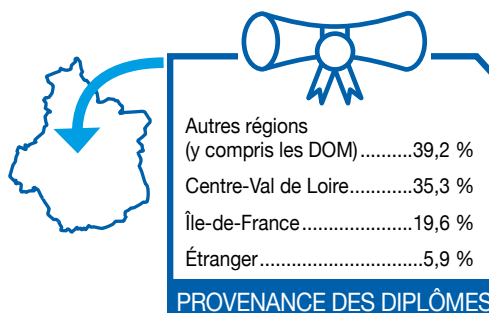 Autres régions
(y compris les DOM)..........39,2 %
Centre-Val de Loire..........35,3 %
Île-de-France......................19,6 %
Étranger.................................5,9 %
PROVENANCE DES DIPLÔMES